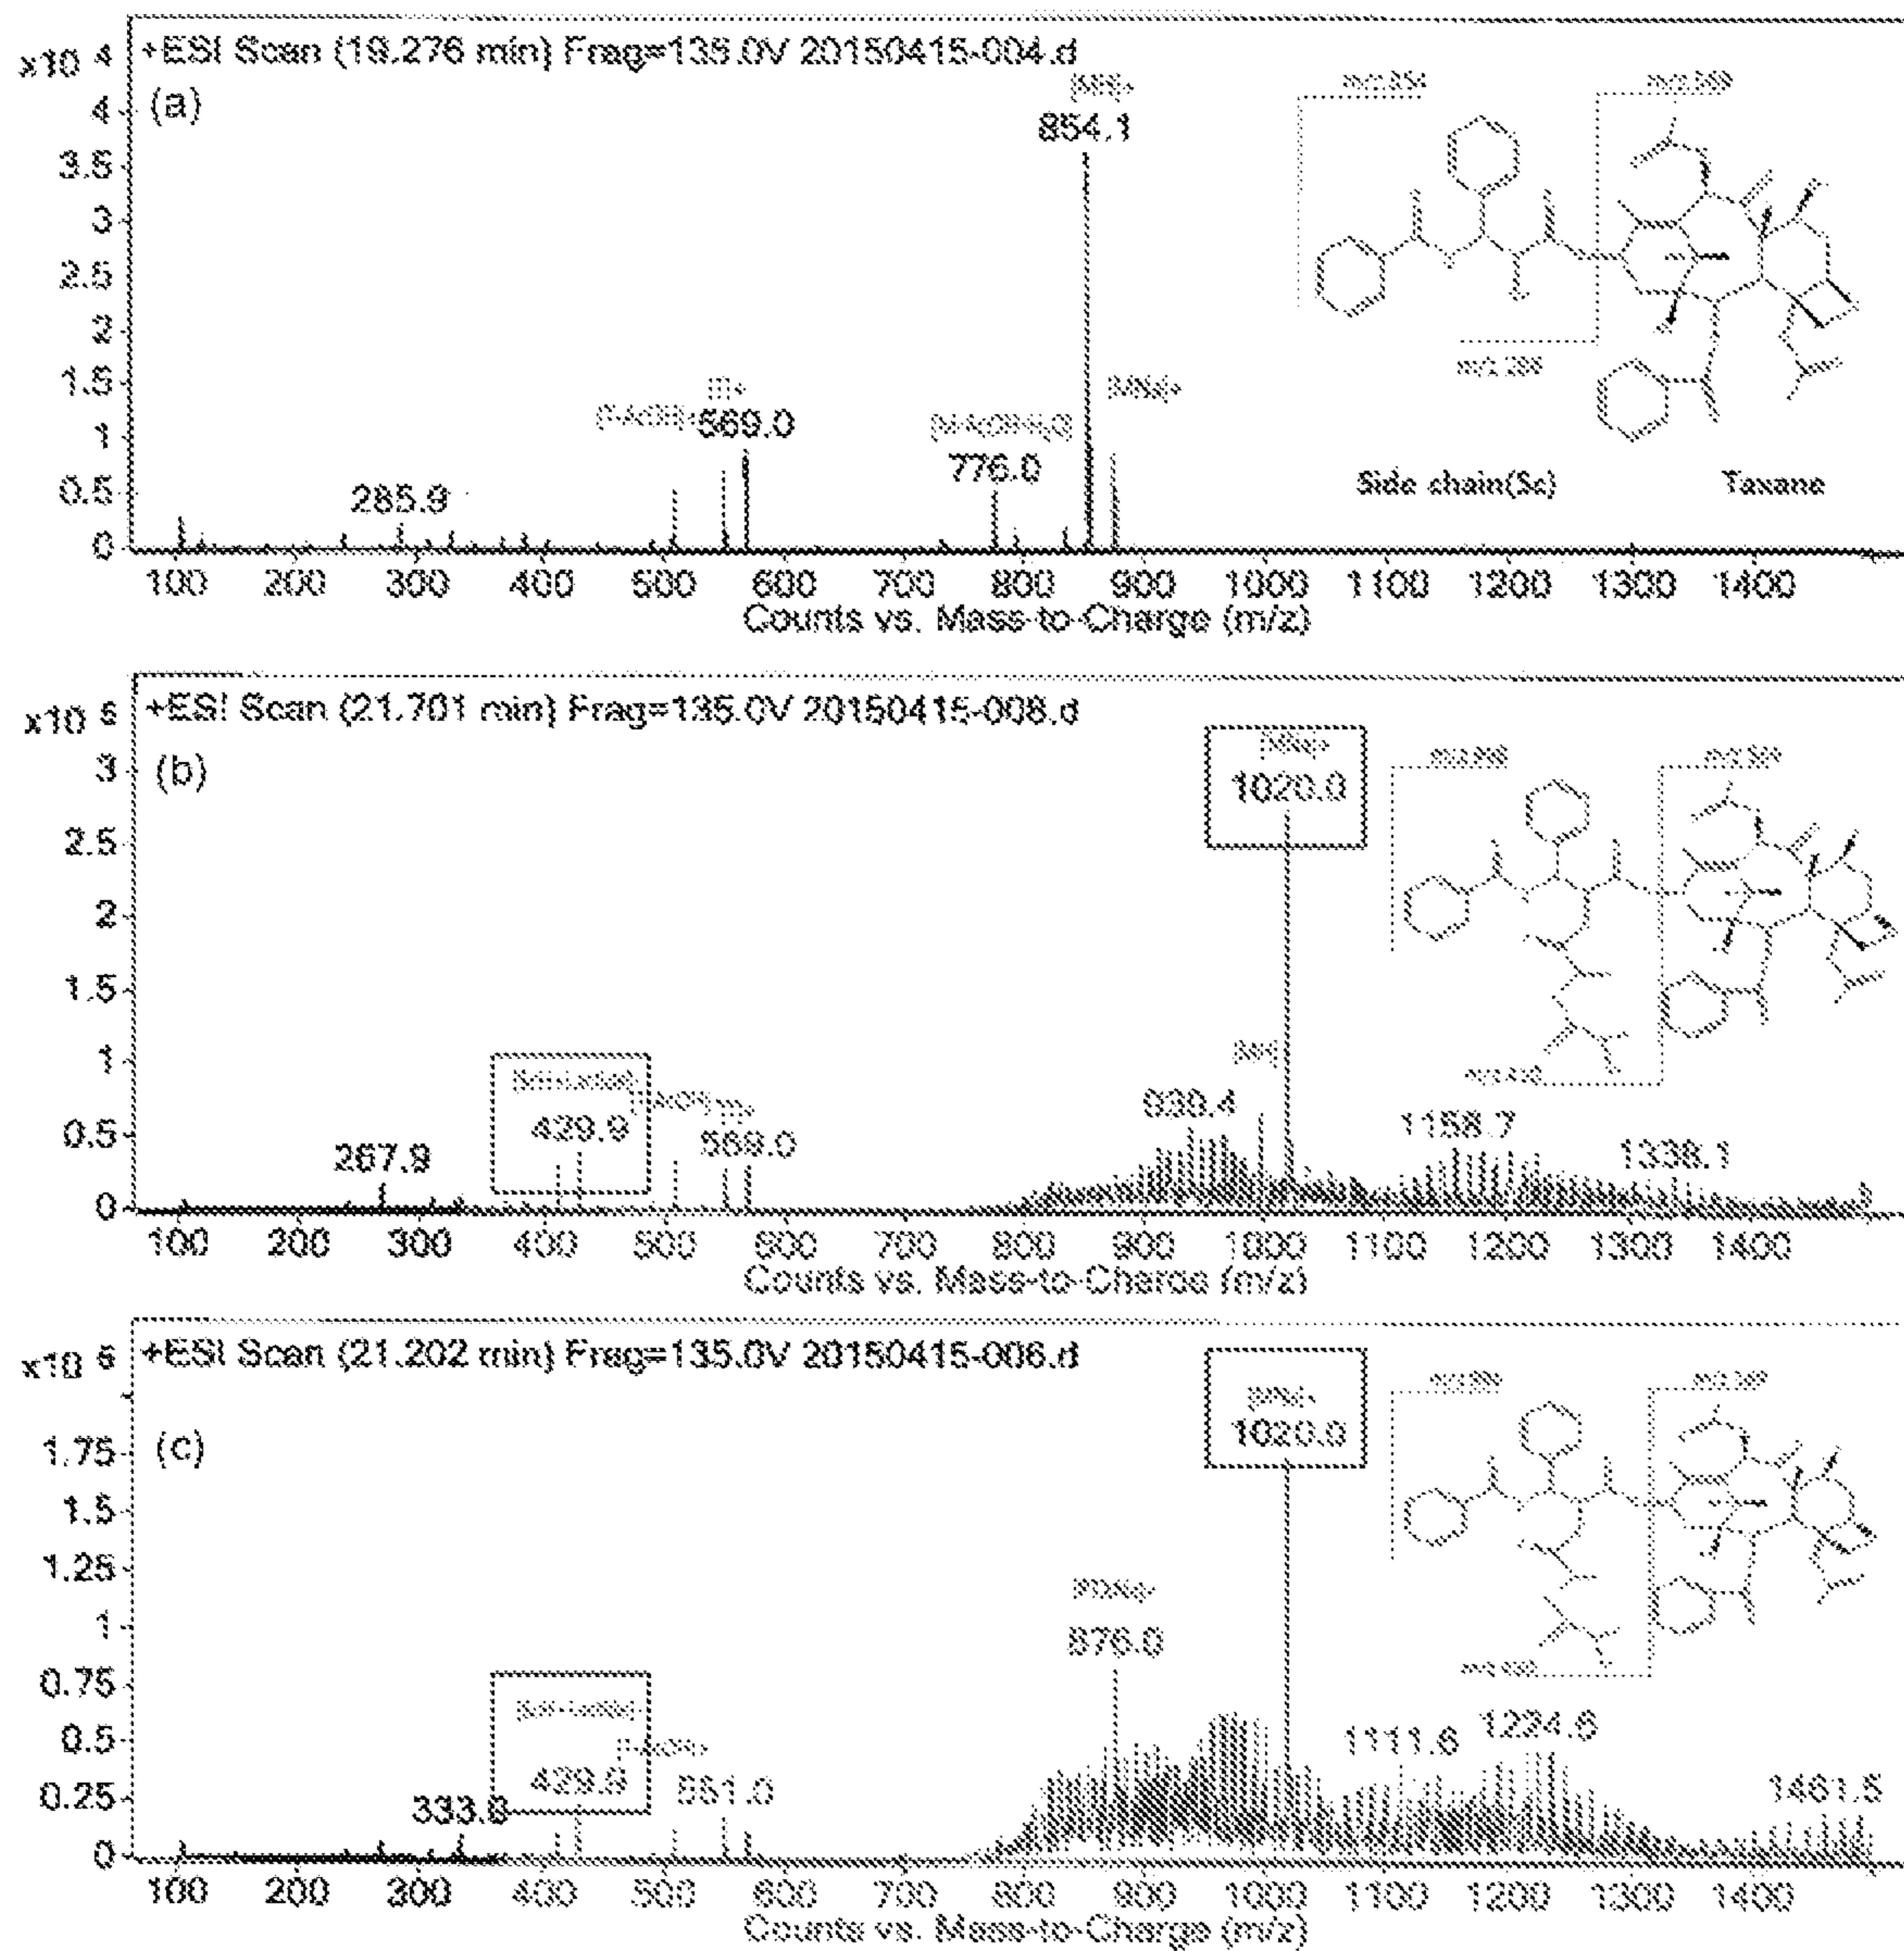 x10 4
+ESI Scan (19.276 min) Frag=135.0V 20150415-004.d
(a)
[MH]+
854.1
m/z 854
m/z 569
4
3.5
3
2.5
2
1.5
1
0.5
0
[T]+
569.0
[MNa]+
776.0
285.9
m/z 286
Side chain(Sc)
Taxane
100 200 300 400 500 600 700 800 900 1000 1100 1200 1300 1400
Counts vs. Mass-to-Charge (m/z)
x10 5
+ESI Scan (21.701 min) Frag=135.0V 20150415-008.d
(b)
[MNa]+
1020.0
3
2.5
2
1.5
1
0.5
0
429.9
569.0
267.9
1158.7
1338.1
100 200 300 400 500 600 700 800 900 1000 1100 1200 1300 1400
Counts vs. Mass-to-Charge (m/z)
+ESI Scan (21.202 min) Frag=135.0V 20150415-006.d
(c)
[MNa]+
1020.0
1.75
1.5
1.25
1
0.75
0.5
0.25
0
876.0
429.9
551.0
1111.6
1224.6
1461.5
100 200 300 400 500 600 700 800 900 1000 1100 1200 1300 1400
Counts vs. Mass-to-Charge (m/z)